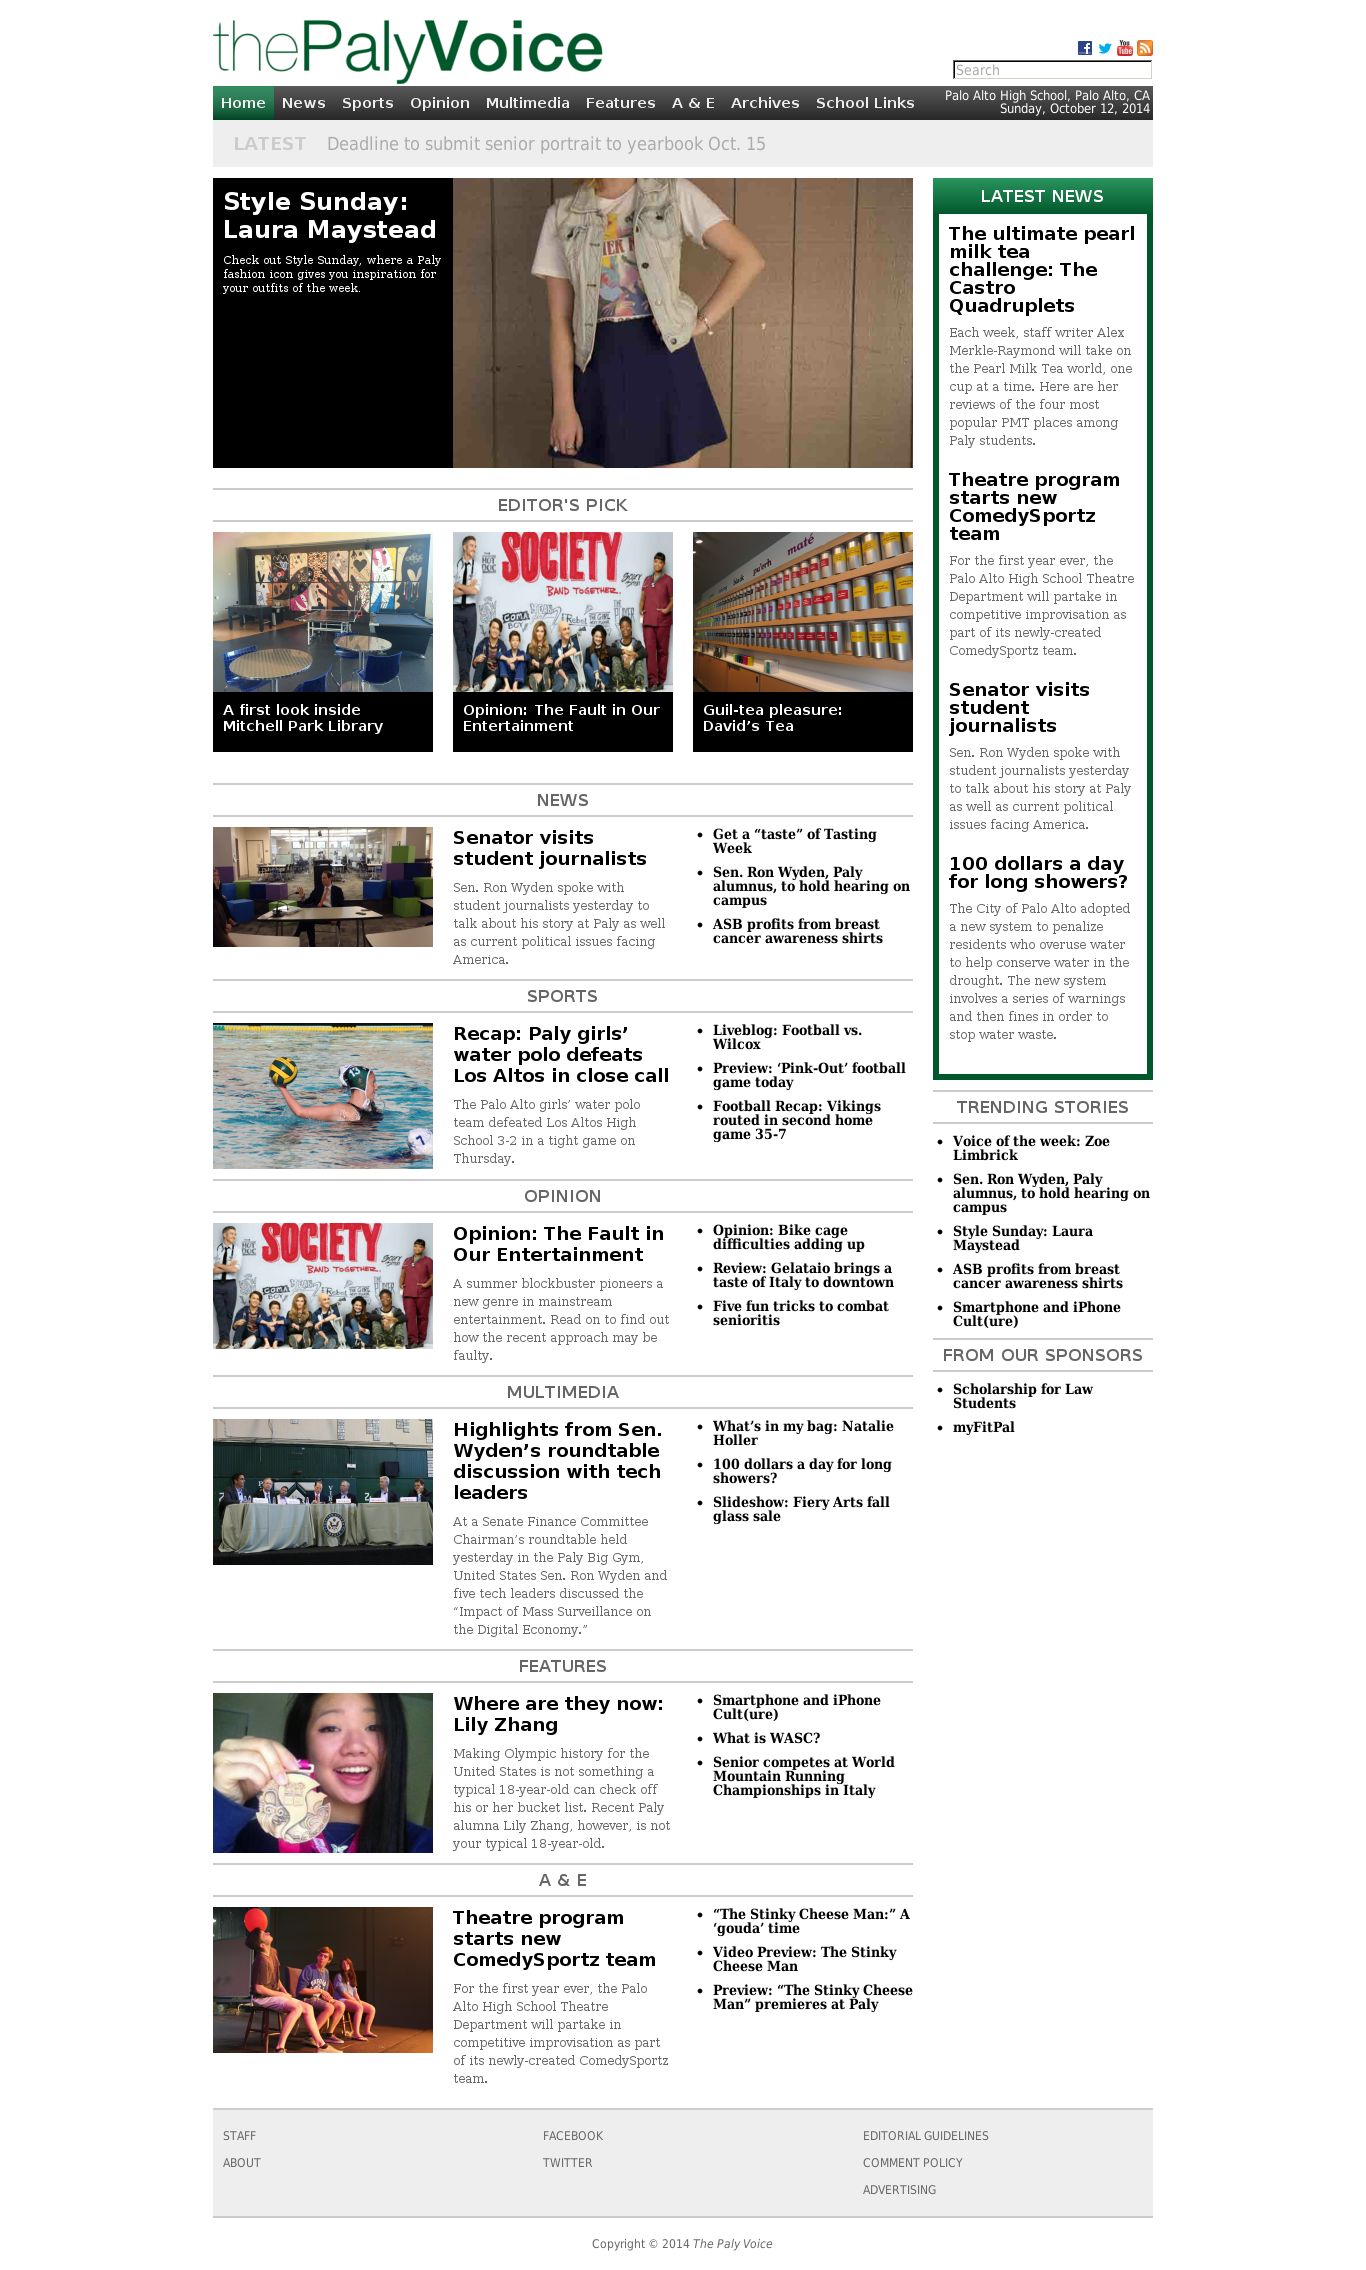 thePalyVoice
Search
Home News Sports Opinion Multimedia Features A & E Archives School Links
Palo Alto High School, Palo Alto, CA
Sunday, October 12, 2014
LATEST Deadline to submit senior portrait to yearbook Oct. 15
Style Sunday:
Laura Maystead
Check out Style Sunday, where a Paly
fashion icon gives you inspiration for
your outfits of the week.
EDITOR'S PICK
SOCIETY
BAND TOGETHER.
maté
A first look inside
Mitchell Park Library
Opinion: The Fault in Our
Entertainment
Guil-tea pleasure:
David’s Tea
NEWS
Senator visits
student journalists
Sen. Ron Wyden spoke with
student journalists yesterday to
talk about his story at Paly as well
as current political issues facing
America.
• Get a “taste” of Tasting
Week
• Sen. Ron Wyden, Paly
alumnus, to hold hearing on
campus
• ASB profits from breast
cancer awareness shirts
SPORTS
13
7
Recap: Paly girls’
water polo defeats
Los Altos in close call
The Palo Alto girls’ water polo
team defeated Los Altos High
School 3-2 in a tight game on
Thursday.
• Liveblog: Football vs.
Wilcox
• Preview: ‘Pink-Out’ football
game today
• Football Recap: Vikings
routed in second home
game 35-7
OPINION
SOCIETY
BAND TOGETHER.
Opinion: The Fault in
Our Entertainment
A summer blockbuster pioneers a
new genre in mainstream
entertainment. Read on to find out
how the recent approach may be
faulty.
• Opinion: Bike cage
difficulties adding up
• Review: Gelataio brings a
taste of Italy to downtown
• Five fun tricks to combat
senioritis
MULTIMEDIA
Highlights from Sen.
Wyden’s roundtable
discussion with tech
leaders
At a Senate Finance Committee
Chairman’s roundtable held
yesterday in the Paly Big Gym,
United States Sen. Ron Wyden and
five tech leaders discussed the
“Impact of Mass Surveillance on
the Digital Economy.”
• What’s in my bag: Natalie
Holler
• 100 dollars a day for long
showers?
• Slideshow: Fiery Arts fall
glass sale
FEATURES
Where are they now:
Lily Zhang
Making Olympic history for the
United States is not something a
typical 18-year-old can check off
his or her bucket list. Recent Paly
alumna Lily Zhang, however, is not
your typical 18-year-old.
• Smartphone and iPhone
Cult(ure)
• What is WASC?
• Senior competes at World
Mountain Running
Championships in Italy
A & E
Theatre program
starts new
ComedySportz team
For the first year ever, the Palo
Alto High School Theatre
Department will partake in
competitive improvisation as part
of its newly-created ComedySportz
team.
• “The Stinky Cheese Man:” A
‘gouda’ time
• Video Preview: The Stinky
Cheese Man
• Preview: “The Stinky Cheese
Man” premieres at Paly
LATEST NEWS
The ultimate pearl
milk tea
challenge: The
Castro
Quadruplets
Each week, staff writer Alex
Merkle-Raymond will take on
the Pearl Milk Tea world, one
cup at a time. Here are her
reviews of the four most
popular PMT places among
Paly students.
Theatre program
starts new
ComedySportz
team
For the first year ever, the
Palo Alto High School Theatre
Department will partake in
competitive improvisation as
part of its newly-created
ComedySportz team.
Senator visits
student
journalists
Sen. Ron Wyden spoke with
student journalists yesterday
to talk about his story at Paly
as well as current political
issues facing America.
100 dollars a day
for long showers?
The City of Palo Alto adopted
a new system to penalize
residents who overuse water
to help conserve water in the
drought. The new system
involves a series of warnings
and then fines in order to
stop water waste.
TRENDING STORIES
• Voice of the week: Zoe
Limbrick
• Sen. Ron Wyden, Paly
alumnus, to hold hearing on
campus
• Style Sunday: Laura
Maystead
• ASB profits from breast
cancer awareness shirts
• Smartphone and iPhone
Cult(ure)
FROM OUR SPONSORS
• Scholarship for Law
Students
• myFitPal
STAFF
ABOUT
FACEBOOK
TWITTER
EDITORIAL GUIDELINES
COMMENT POLICY
ADVERTISING
Copyright © 2014 The Paly Voice